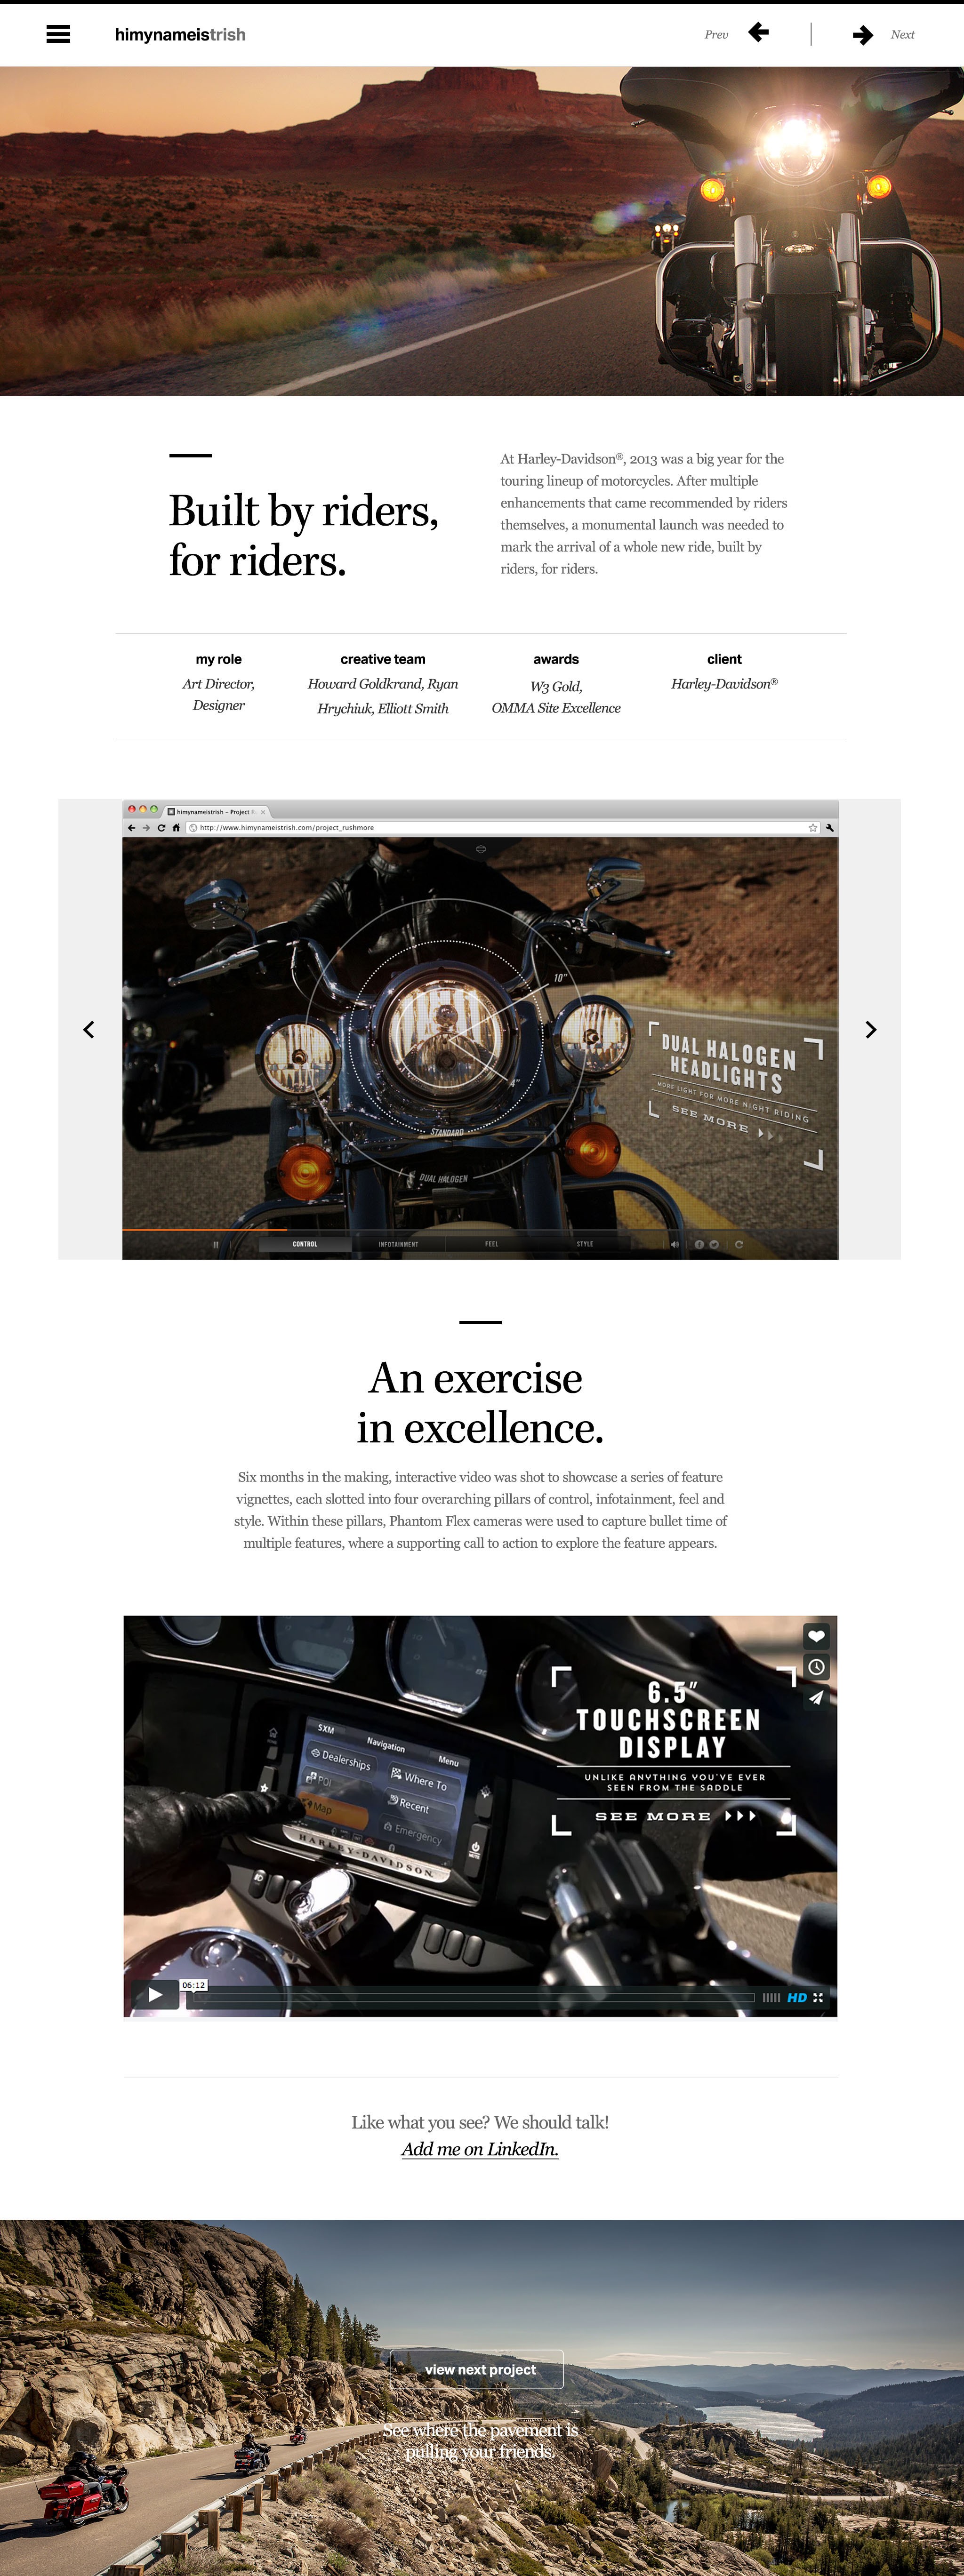 himynameistrish
Prev
Next
Built by riders,
for riders.
At Harley-Davidson®, 2013 was a big year for the
touring lineup of motorcycles. After multiple
enhancements that came recommended by riders
themselves, a monumental launch was needed to
mark the arrival of a whole new ride, built by
riders, for riders.
my role
Art Director,
Designer
creative team
Howard Goldkrand, Ryan
Hrychiuk, Elliott Smith
awards
W3 Gold,
OMMA Site Excellence
client
Harley-Davidson®
himynameistrish – Project R
http://www.himynameistrish.com/project_rushmore
10"
4"
STANDARD
DUAL HALOGEN
DUAL HALOGEN
HEADLIGHTS
MORE LIGHT FOR MORE NIGHT RIDING
SEE MORE
CONTROL
INFOTAINMENT
FEEL
STYLE
An exercise
in excellence.
Six months in the making, interactive video was shot to showcase a series of feature
vignettes, each slotted into four overarching pillars of control, infotainment, feel and
style. Within these pillars, Phantom Flex cameras were used to capture bullet time of
multiple features, where a supporting call to action to explore the feature appears.
SXM
Navigation
Menu
Dealerships
Where To
POI
Recent
Map
Emergency
HARLEY-DAVIDSON
6.5"
TOUCHSCREEN
DISPLAY
UNLIKE ANYTHING YOU'VE EVER
SEEN FROM THE SADDLE
SEE MORE
06:12
HD
Like what you see? We should talk!
Add me on LinkedIn.
view next project
See where the pavement is
pulling your friends.